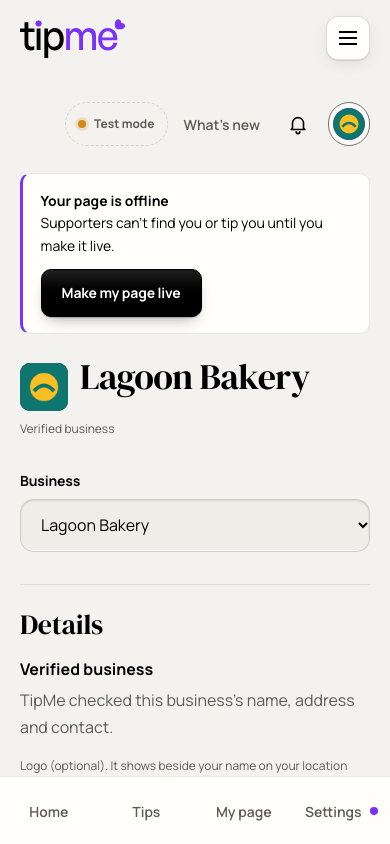 tipme
Test mode
What's new
Your page is offline
Supporters can't find you or tip you until you
make it live.
Make my page live
Lagoon Bakery
Verified business
Business
Lagoon Bakery
Details
Verified business
TipMe checked this business's name, address
and contact.
Logo (optional). It shows beside your name on your location
Home
Tips
My page
Settings